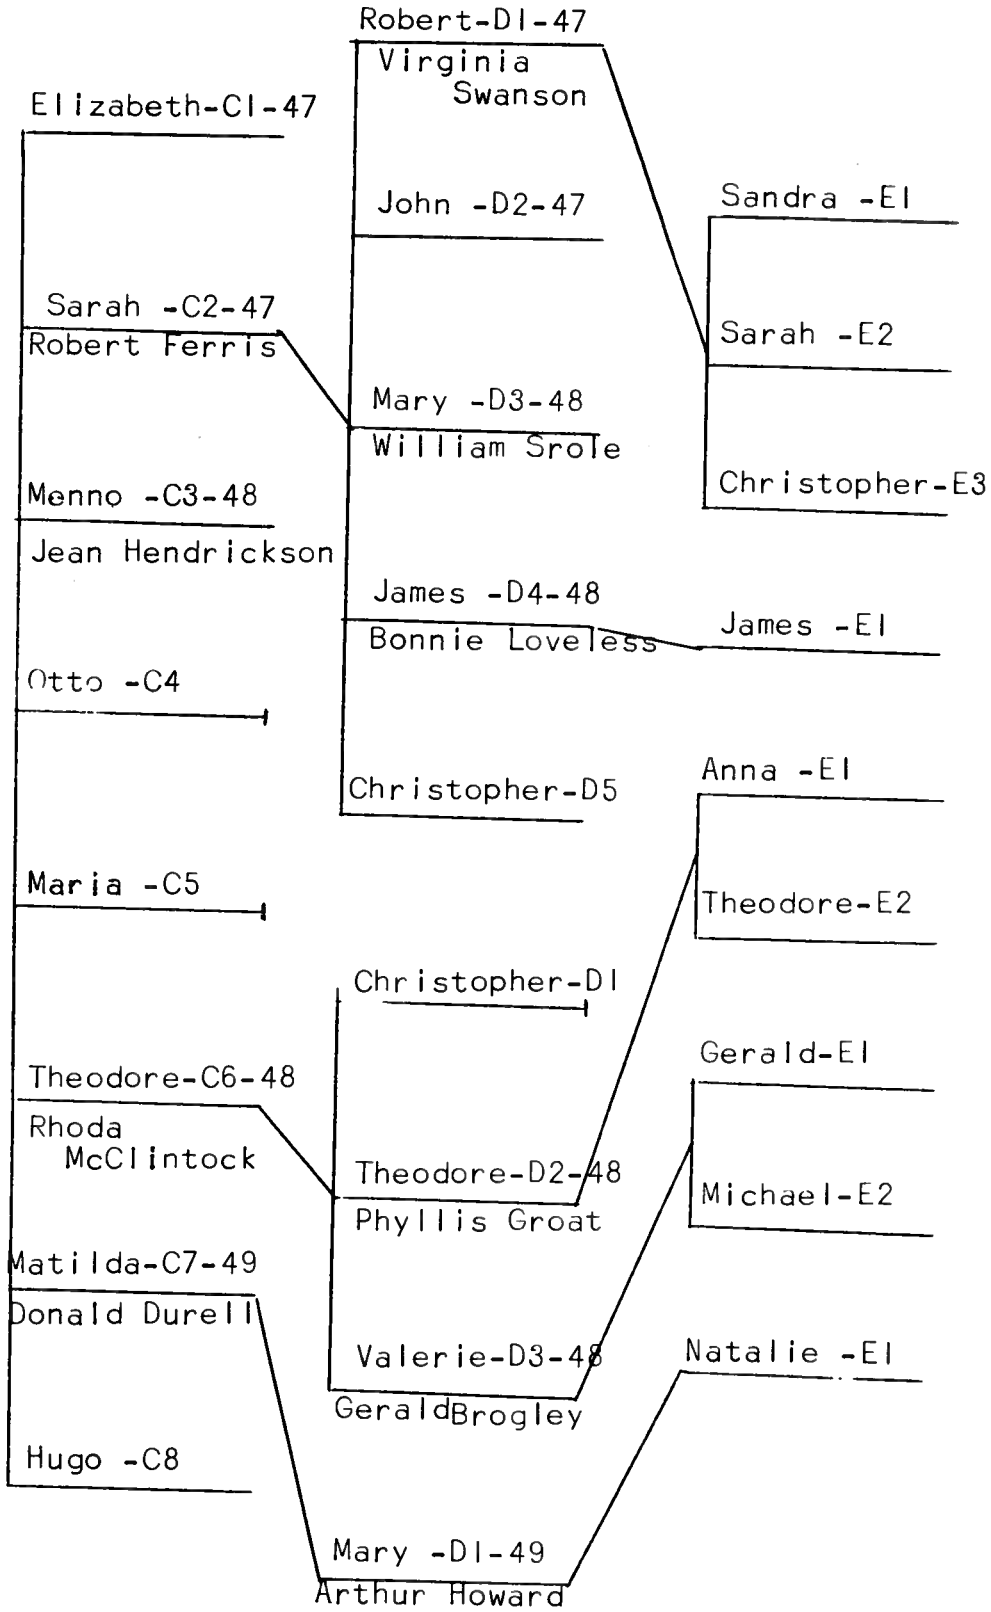 Robert-D1-47
Virginia
Swanson
Elizabeth-C1-47
Sandra -E1
John -D2-47
Sarah -C2-47
Robert Ferris
Sarah -E2
Mary -D3-48
William Srole
Christopher-E3
Menno -C3-48
Jean Hendrickson
James -D4-48
Bonnie Loveless
James -E1
Otto -C4
Christopher-D5
Anna -E1
Maria -C5
Theodore-E2
Christopher-D1
Gerald-E1
Theodore-C6-48
Rhoda
McClintock
Theodore-D2-48
Phyllis Groat
Michael-E2
Matilda-C7-49
Donald Durell
Valerie-D3-48
Gerald Brogley
Natalie -E1
Hugo -C8
Mary -D1-49
Arthur Howard